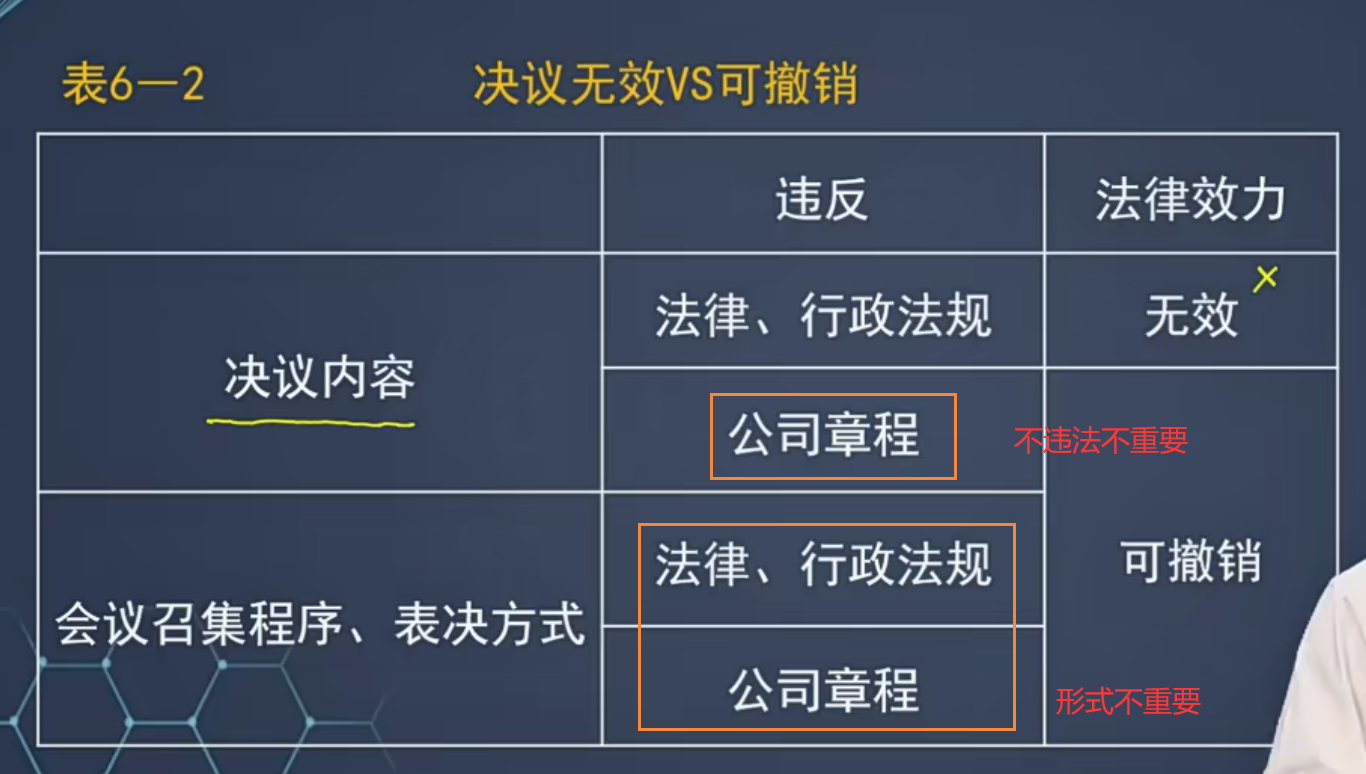 表6—2 决议无效VS可撤销
违反 法律效力
法律、行政法规 无效
决议内容
公司章程 不违法不重要
法律、行政法规 可撤销
会议召集程序、表决方式
公司章程 形式不重要